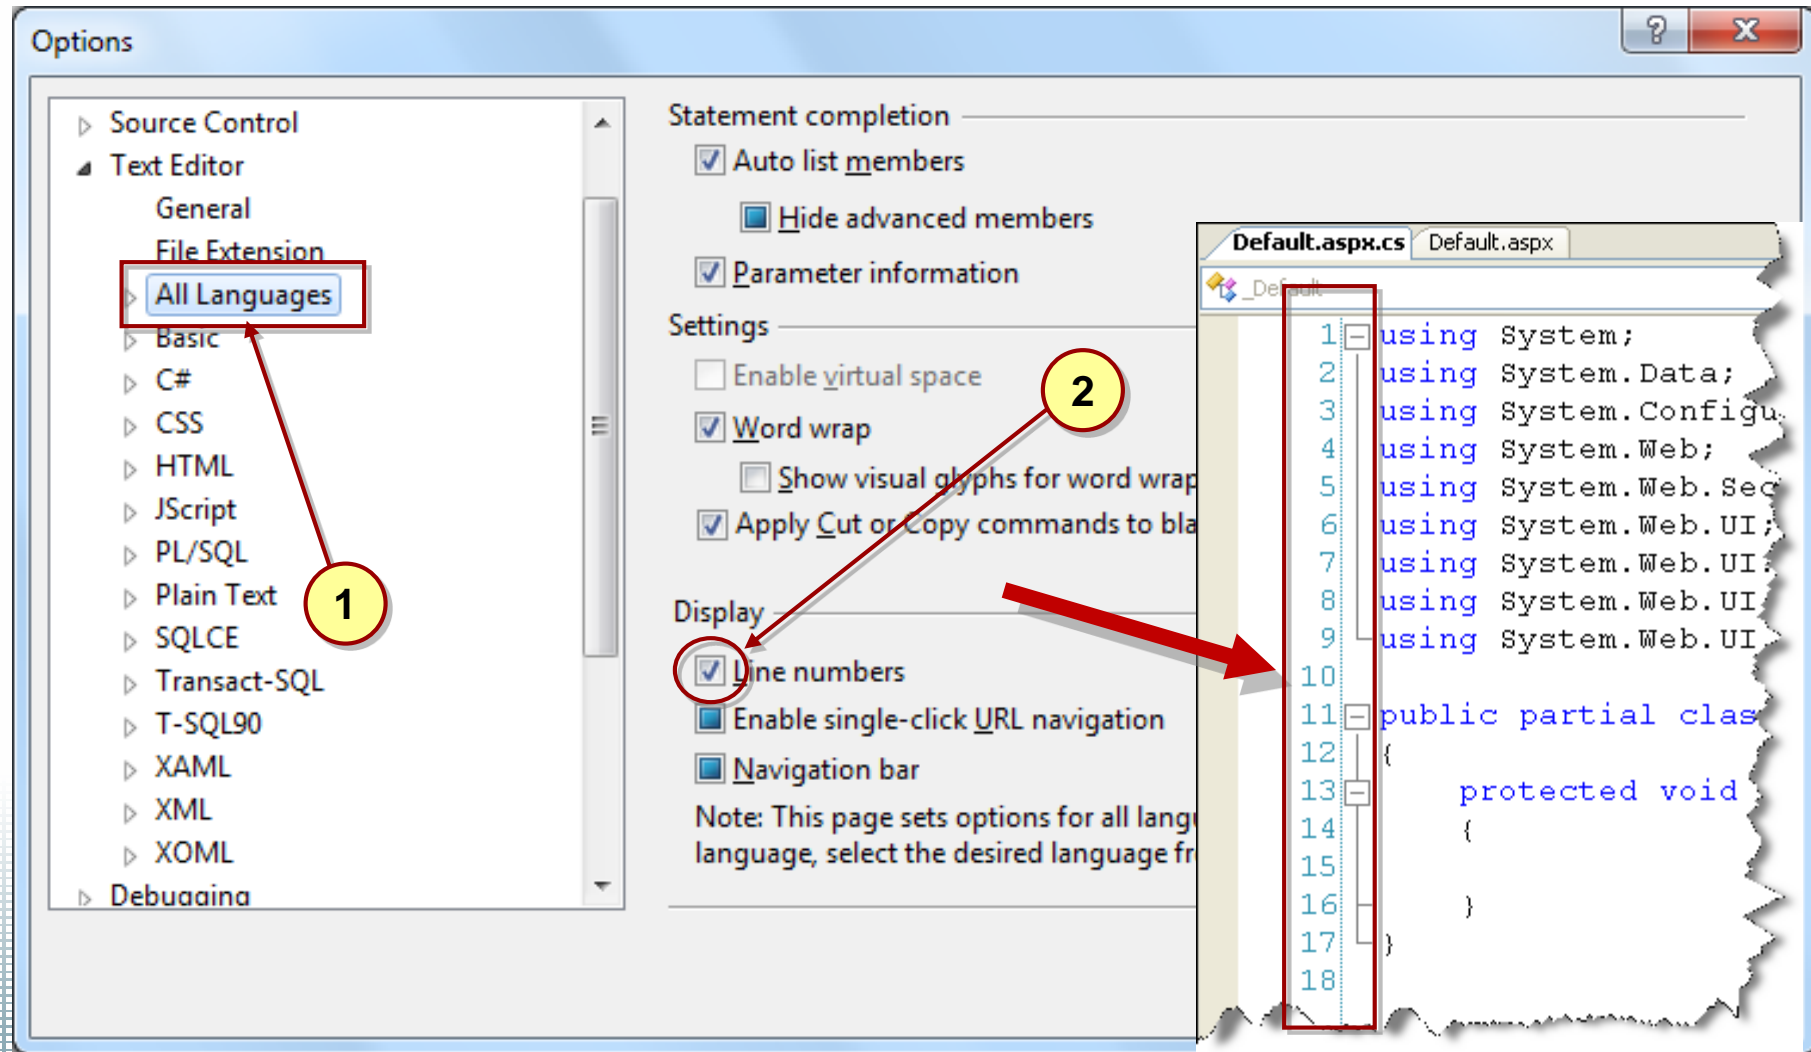 Options
Source Control
Text Editor
General
File Extension
All Languages
Basic
C#
CSS
HTML
JScript
PL/SQL
Plain Text
SQLCE
Transact-SQL
T-SQL90
XAML
XML
XOML
Debugging
1
Statement completion
Auto list members
Hide advanced members
Parameter information
Settings
Enable virtual space
Word wrap
Show visual glyphs for word wrap
Apply Cut or Copy commands to bla
2
Display
Line numbers
Enable single-click URL navigation
Navigation bar
Note: This page sets options for all langu
language, select the desired language fr
Default.aspx.cs Default.aspx
_Default
1 using System;
2 using System.Data;
3 using System.Configu
4 using System.Web;
5 using System.Web.Sec
6 using System.Web.UI;
7 using System.Web.UI.
8 using System.Web.UI
9 using System.Web.UI
10
11 public partial clas
12 {
13 protected void
14 {
15
16 }
17 }
18